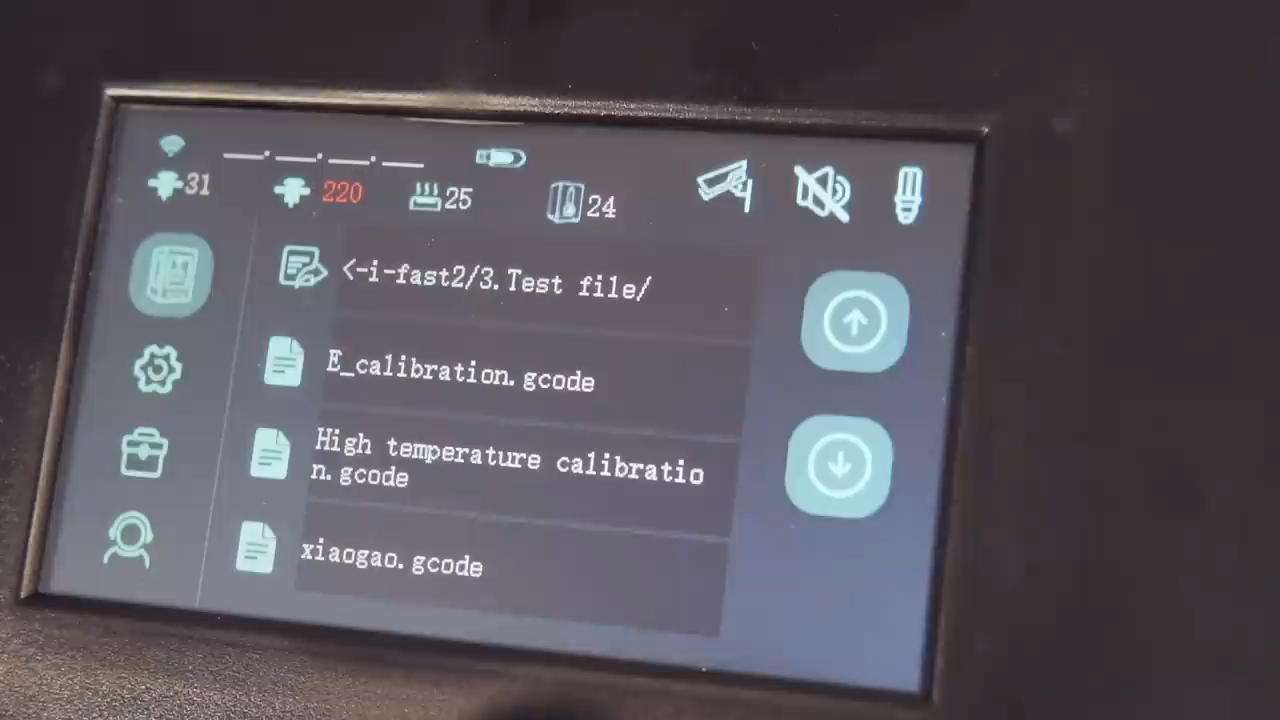 31 220 25 24
<-i-fast2/3.Test file/
E_calibration.gcode
High temperature calibratio
n.gcode
xiaogao.gcode